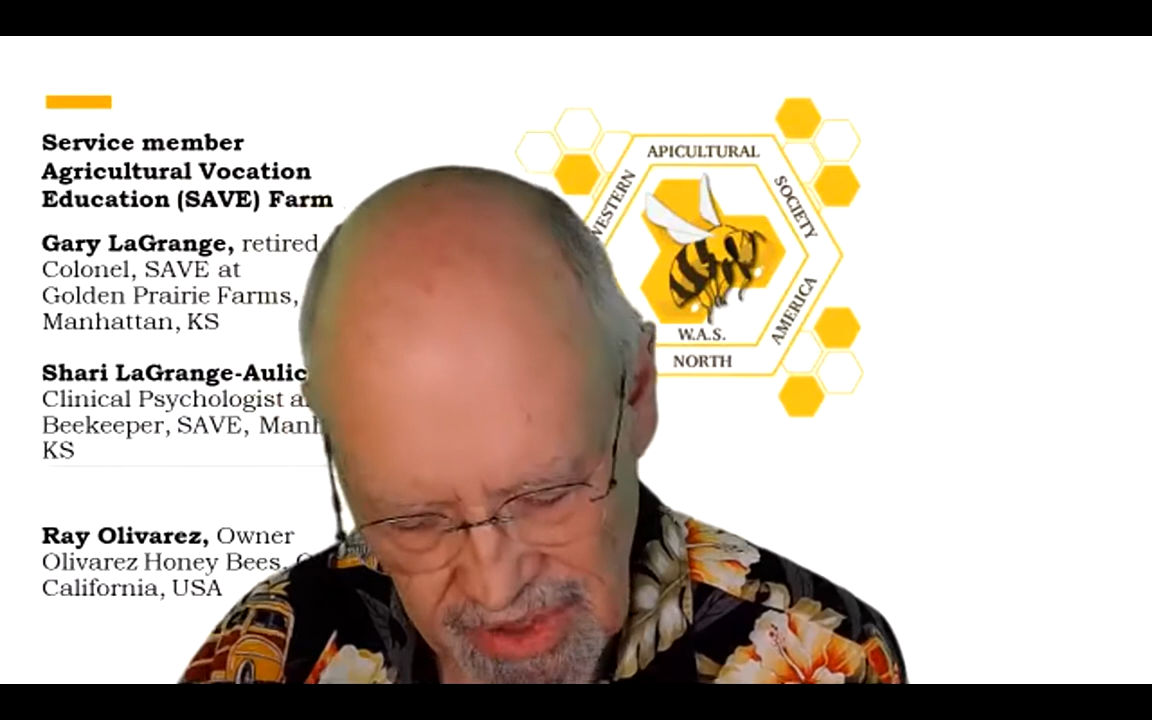 Service member
Agricultural Vocation
Education (SAVE) Farm
Gary LaGrange, retired
Colonel, SAVE at
Golden Prairie Farms,
Manhattan, KS
Shari LaGrange-Aulic
Clinical Psychologist
Beekeeper, SAVE,
KS
Ray Olivarez, Owner
Olivarez Honey Bees,
California, USA
WESTERN
APICULTURAL
SOCIETY
W.A.S.
NORTH
AMERICA